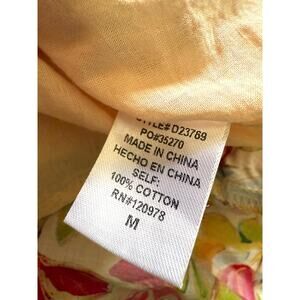 STYLE# D23769
PO#35270
MADE IN CHINA
HECHO EN CHINA
SELF:
100% COTTON
RN#120978
M